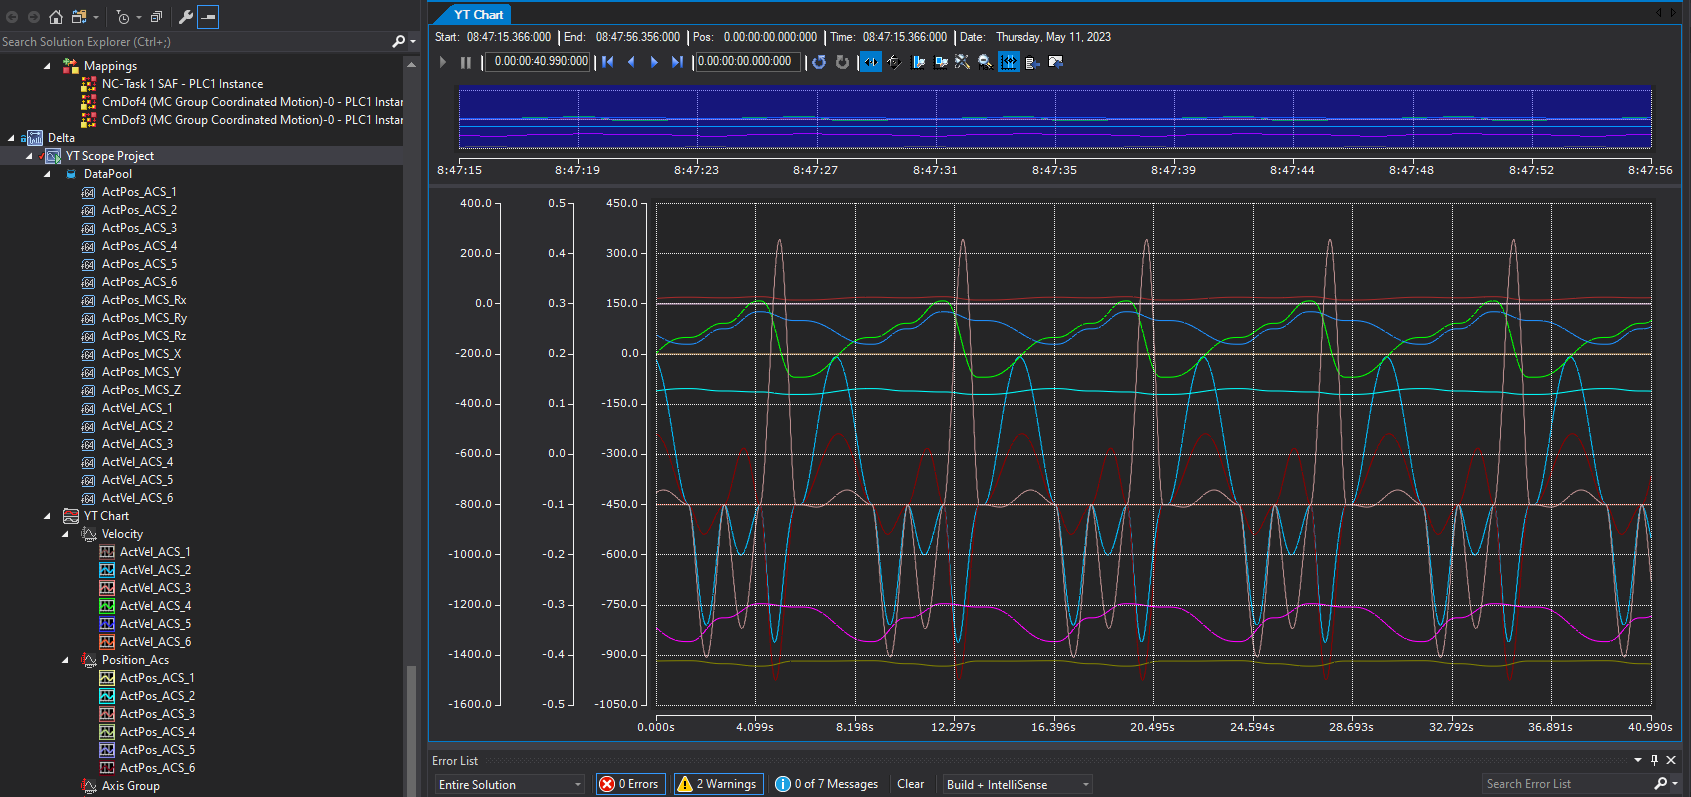 Search Solution Explorer (Ctrl+;)
Mappings
NC-Task 1 SAF - PLC1 Instance
CmDof4 (MC Group Coordinated Motion)-0 - PLC1 Instar
CmDof3 (MC Group Coordinated Motion)-0 - PLC1 Instar
Delta
YT Scope Project
DataPool
ActPos_ACS_1
ActPos_ACS_2
ActPos_ACS_3
ActPos_ACS_4
ActPos_ACS_5
ActPos_ACS_6
ActPos_MCS_Rx
ActPos_MCS_Ry
ActPos_MCS_Rz
ActPos_MCS_X
ActPos_MCS_Y
ActPos_MCS_Z
ActVel_ACS_1
ActVel_ACS_2
ActVel_ACS_3
ActVel_ACS_4
ActVel_ACS_5
ActVel_ACS_6
YT Chart
Velocity
ActVel_ACS_1
ActVel_ACS_2
ActVel_ACS_3
ActVel_ACS_4
ActVel_ACS_5
ActVel_ACS_6
Position_Acs
ActPos_ACS_1
ActPos_ACS_2
ActPos_ACS_3
ActPos_ACS_4
ActPos_ACS_5
ActPos_ACS_6
Axis Group
YT Chart
Start: 08:47:15.366:000 End: 08:47:56.356:000 Pos: 0.00:00:00.000:000 Time: 08:47:15.366:000 Date: Thursday, May 11, 2023
0.00:00:40.990:000 0.00:00:00.000:000
8:47:15 8:47:19 8:47:23 8:47:27 8:47:31 8:47:35 8:47:39 8:47:44 8:47:48 8:47:52 8:47:56
400.0 0.5 450.0
200.0 0.4 300.0
0.0 0.3 150.0
-200.0 0.2 0.0
-400.0 0.1 -150.0
-600.0 0.0 -300.0
-800.0 -0.1 -450.0
-1000.0 -0.2 -600.0
-1200.0 -0.3 -750.0
-1400.0 -0.4 -900.0
-1600.0 -0.5 -1050.0
0.000s 4.099s 8.198s 12.297s 16.396s 20.495s 24.594s 28.693s 32.792s 36.891s 40.990s
Error List
Entire Solution 0 Errors 2 Warnings 0 of 7 Messages Clear Build + IntelliSense Search Error List